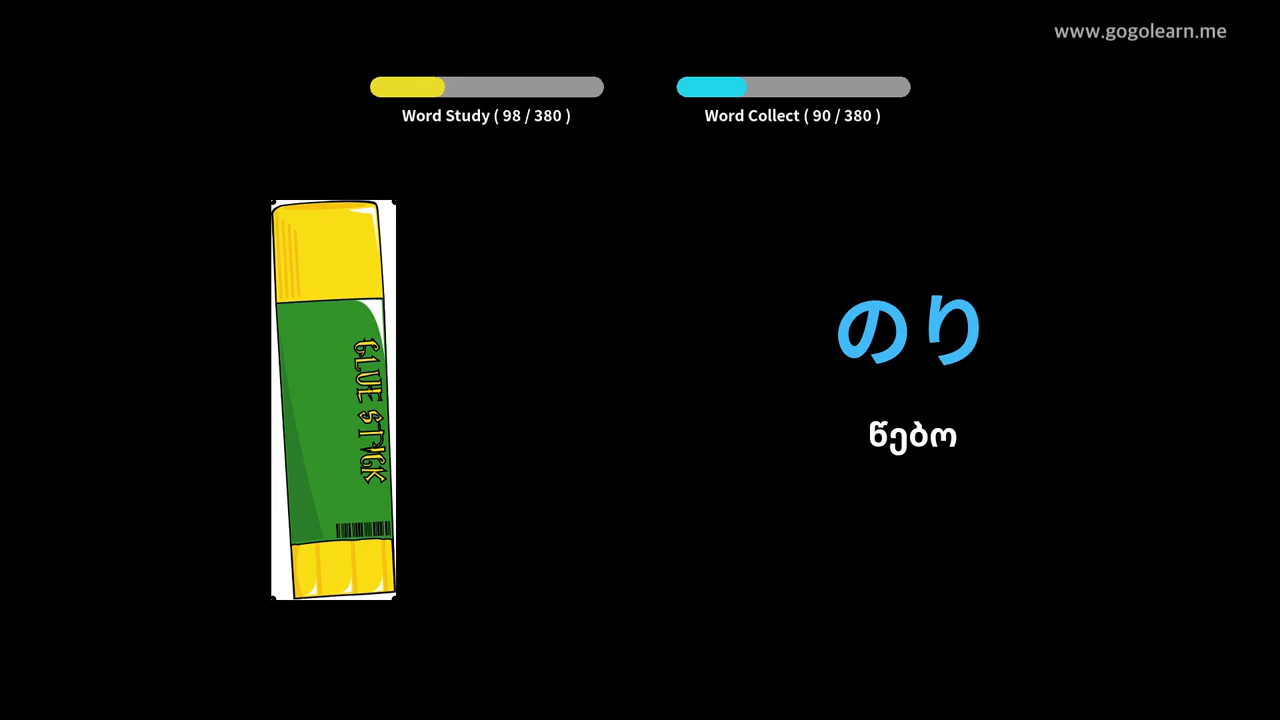 www.gogolearn.me
Word Study ( 98 / 380 )
Word Collect ( 90 / 380 )
GLUE STICK
のり
წებო